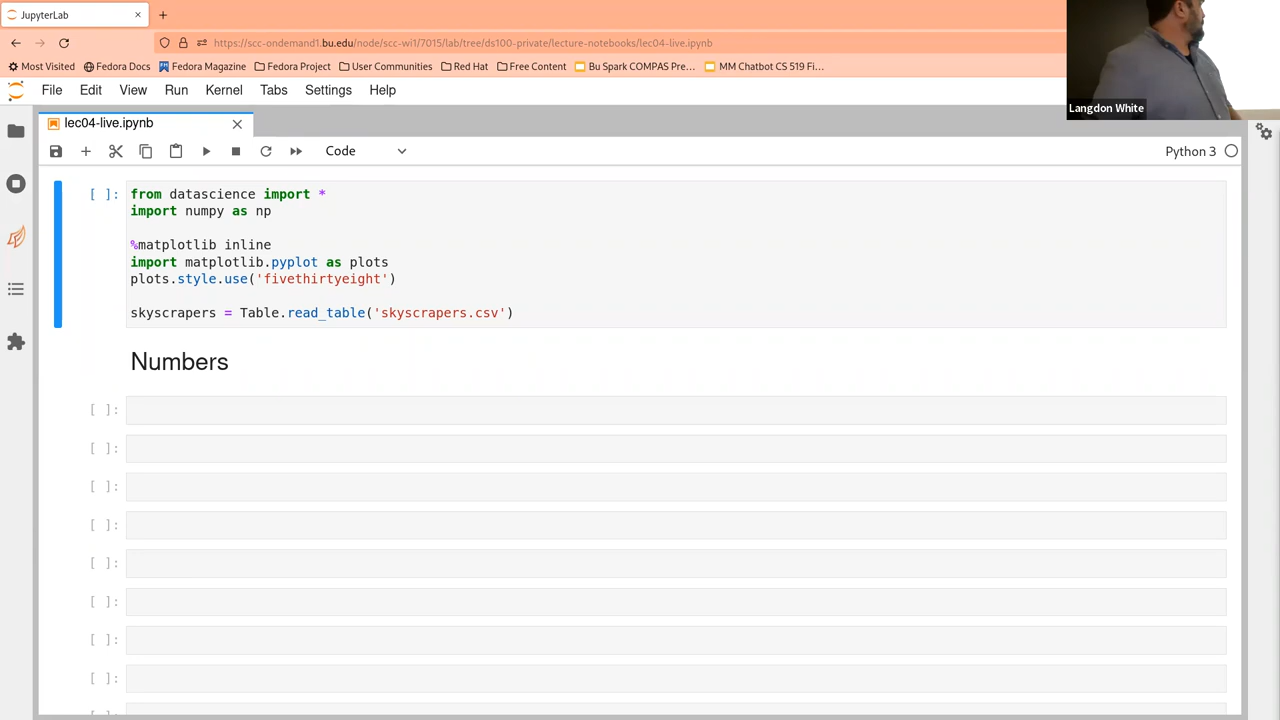 JupyterLab
https://scc-ondemand1.bu.edu/node/scc-wi1/7015/lab/tree/ds100-private/lecture-notebooks/lec04-live.ipynb
Most Visited Fedora Docs Fedora Magazine Fedora Project User Communities Red Hat Free Content Bu Spark COMPAS Pre... MM Chatbot CS 519 Fi...
Langdon White
File Edit View Run Kernel Tabs Settings Help
lec04-live.ipynb
Code
Python 3
[ ]: from datascience import *
import numpy as np
%matplotlib inline
import matplotlib.pyplot as plots
plots.style.use('fivethirtyeight')
skyscrapers = Table.read_table('skyscrapers.csv')
Numbers
[ ]:
[ ]:
[ ]:
[ ]:
[ ]:
[ ]:
[ ]:
[ ]:
[ ]: